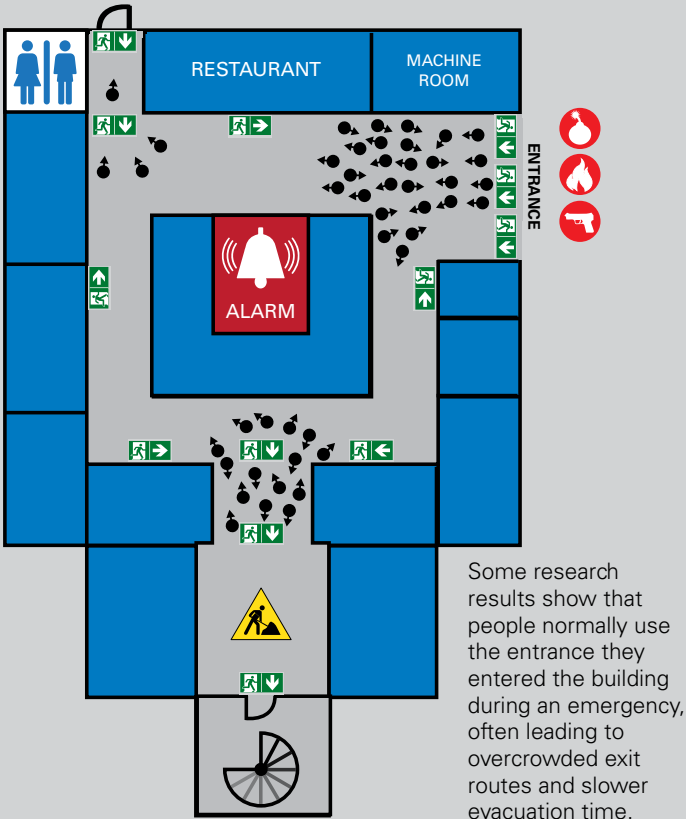 RESTAURANT
MACHINE
ROOM
ENTRANCE
ALARM
Some research
results show that
people normally use
the entrance they
entered the building
during an emergency,
often leading to
overcrowded exit
routes and slower
evacuation time.